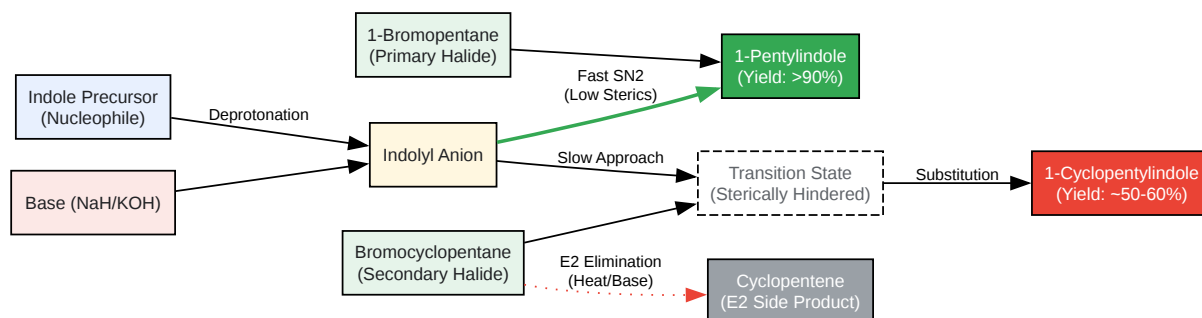 1-Bromopentane
(Primary Halide)
1-Pentylindole
(Yield: >90%)
Fast SN2
(Low Sterics)
Indole Precursor
(Nucleophile)
Deprotonation
Indolyl Anion
Slow Approach
Transition State
(Sterically Hindered)
Substitution
1-Cyclopentylindole
(Yield: ~50-60%)
Base (NaH/KOH)
Bromocyclopentane
(Secondary Halide)
E2 Elimination
(Heat/Base)
Cyclopentene
(E2 Side Product)